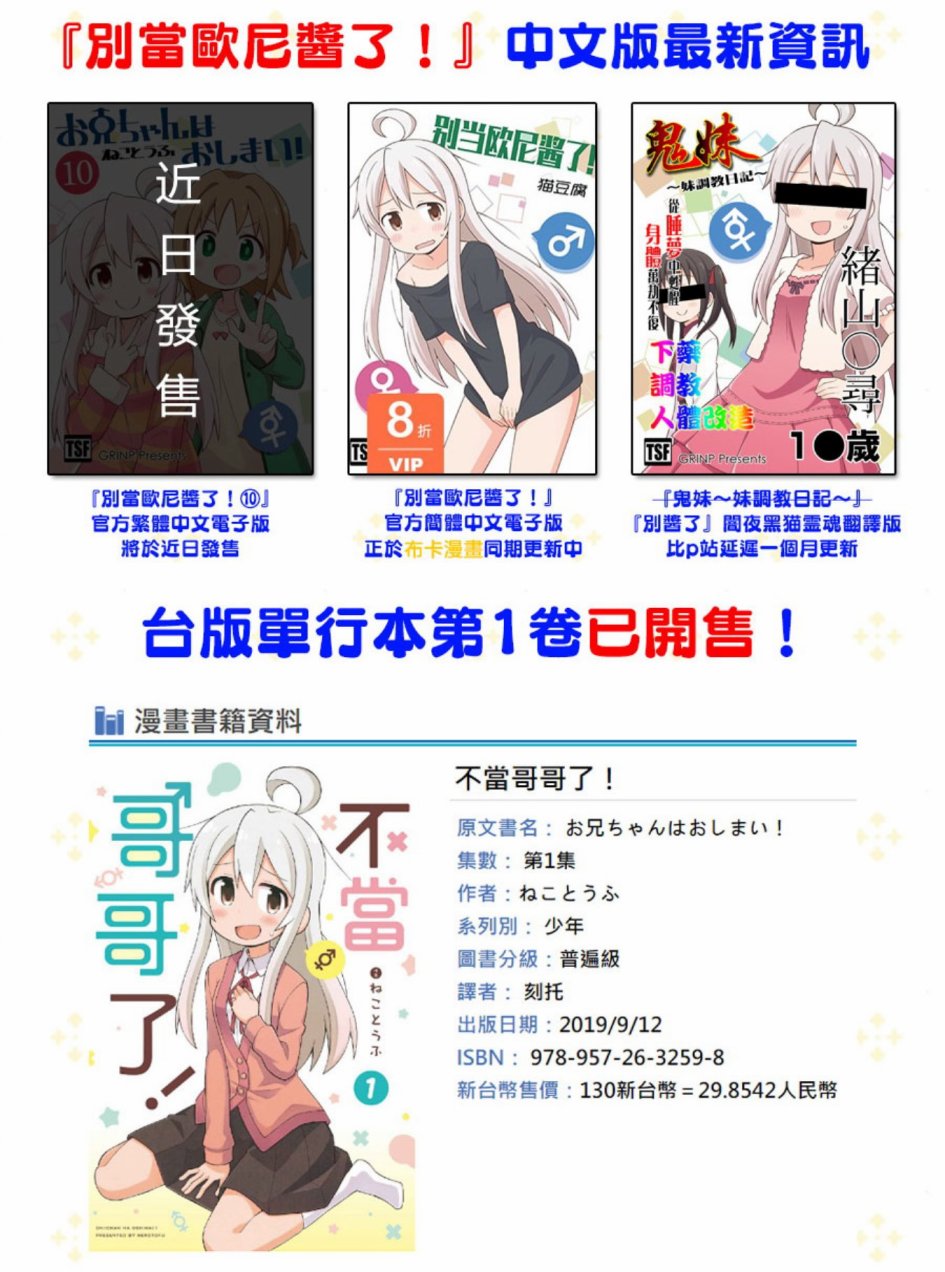 『別當歐尼醬了！』中文版最新資訊
お兄ちゃんは
ねことうふ
おしまい！
10
近日發售
TSF
GRINP Presents
别当欧尼酱了！
猫豆腐
8折
VIP
TS
鬼妹
～妹調教日記～
從睡夢中甦醒
身體萬劫不復
下藥
調教
人體改造
緒山〇尋
1●歲
TSF
GRINP Presents
『別當歐尼醬了！⑩』
官方繁體中文電子版
將於近日發售
『別當歐尼醬了！』
官方簡體中文電子版
正於布卡漫畫同期更新中
『鬼妹～妹調教日記～』
『別醬了』闇夜黑猫靈魂翻譯版
比p站延遲一個月更新
台版單行本第1卷已開售！
漫畫書籍資料
不當
哥哥了！
ねことうふ
1
ONIICHAN HA OSHIMAI!
PRESENTED BY NEKOTOFU
不當哥哥了！
原文書名： お兄ちゃんはおしまい！
集數： 第1集
作者：ねことうふ
系列別： 少年
圖書分級：普遍級
譯者： 刻托
出版日期：2019/9/12
ISBN： 978-957-26-3259-8
新台幣售價：130新台幣＝29.8542人民幣